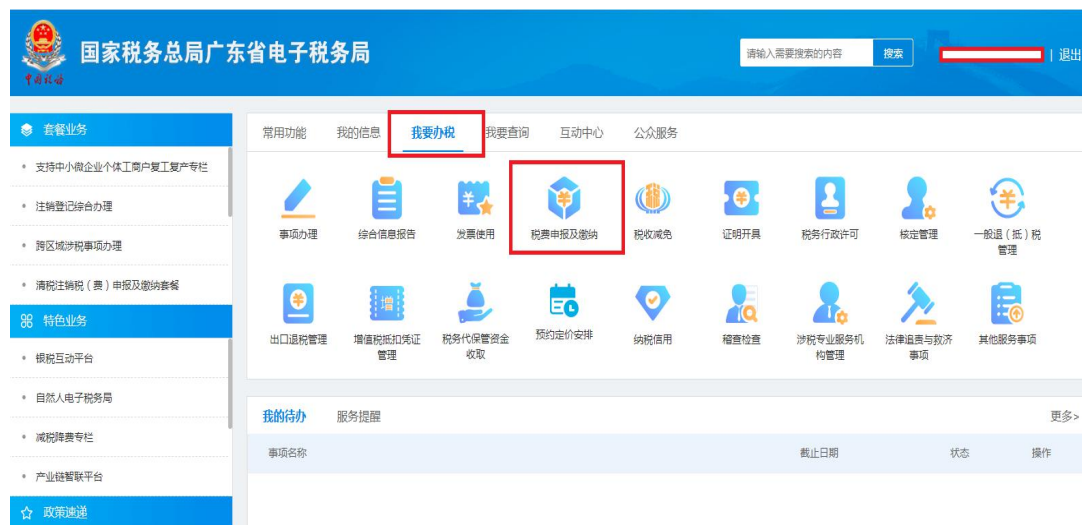 国家税务总局广东省电子税务局
中国税务
请输入需要搜索的内容 搜索 | 退出
套餐业务
支持中小微企业个体工商户复工复产专栏
注销登记综合办理
跨区域涉税事项办理
清税注销税（费）申报及缴纳套餐
特色业务
银税互动平台
自然人电子税务局
减税降费专栏
产业链智联平台
政策速递
常用功能 我的信息 我要办税 我要查询 互动中心 公众服务
事项办理 综合信息报告 发票使用 税费申报及缴纳 税收减免 证明开具 税务行政许可 核定管理 一般退（抵）税
管理
出口退税管理 增值税抵扣凭证 税务代保管资金 预约定价安排 纳税信用 稽查检查 涉税专业服务机 法律追责与救济 其他服务事项
管理 收取 构管理 事项
我的待办 服务提醒 更多>
事项名称 截止日期 状态 操作